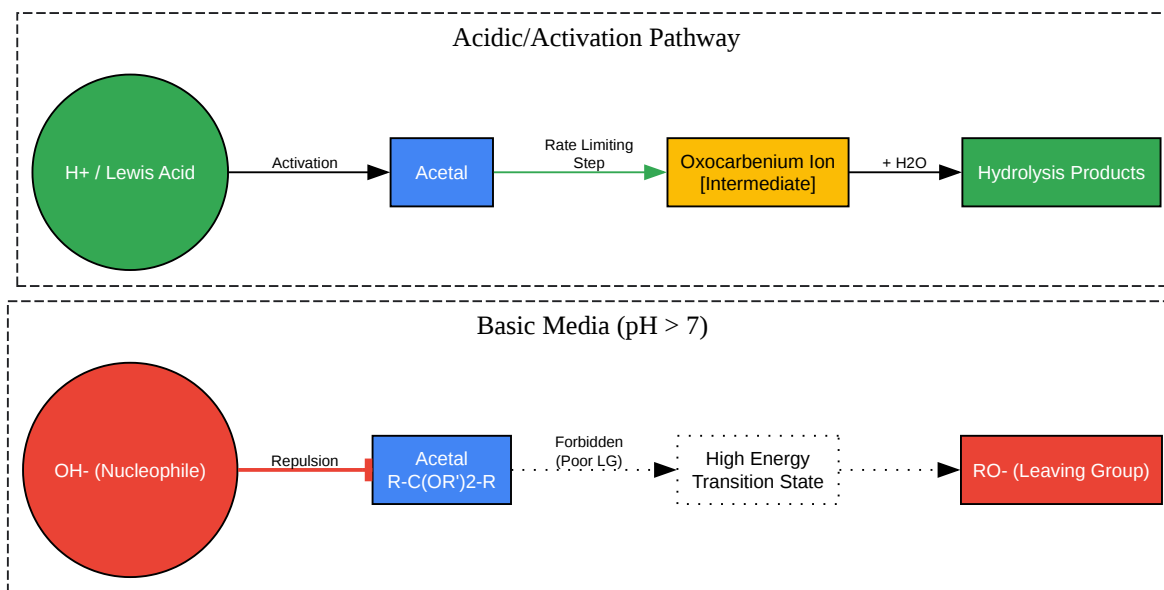 Acidic/Activation Pathway
H+ / Lewis Acid
Activation
Acetal
Rate Limiting
Step
Oxocarbenium Ion
[Intermediate]
+ H2O
Hydrolysis Products
Basic Media (pH > 7)
OH- (Nucleophile)
Repulsion
Acetal
R-C(OR')2-R
Forbidden
(Poor LG)
High Energy
Transition State
RO- (Leaving Group)